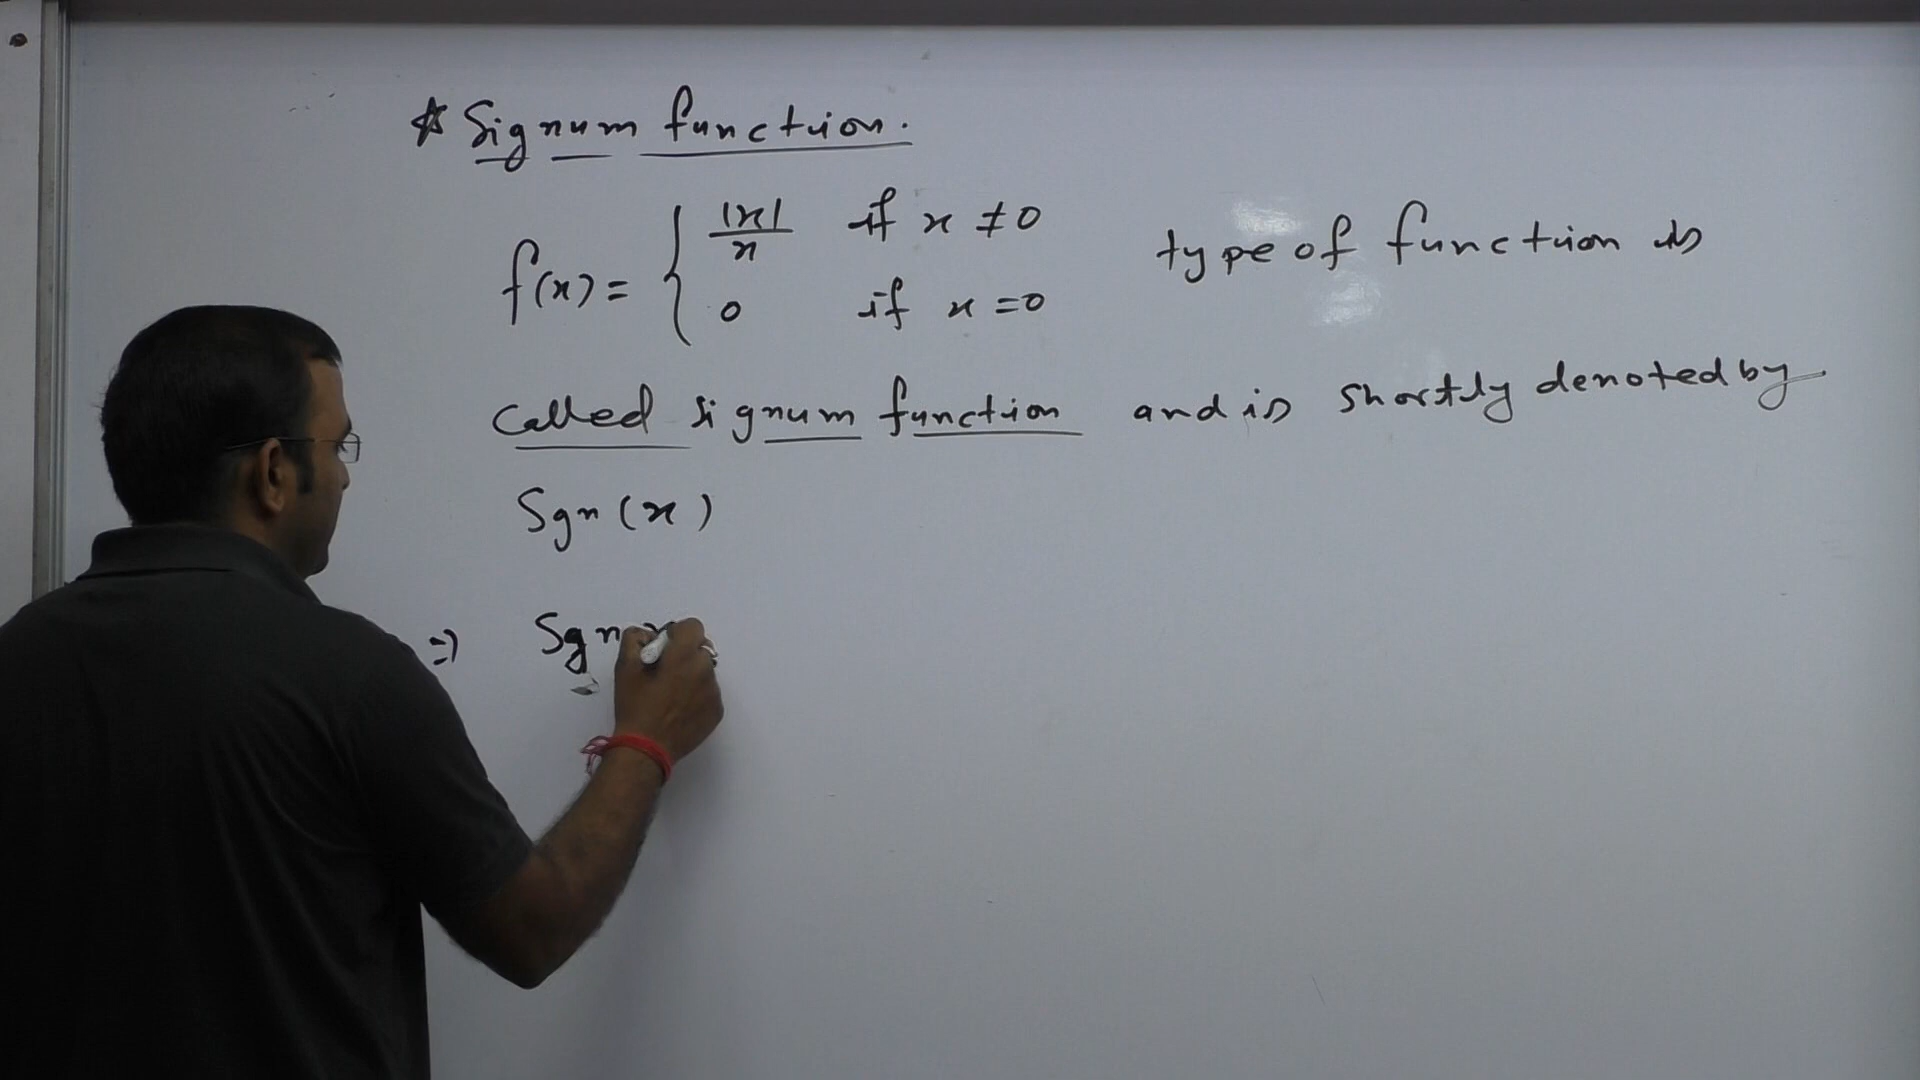 * Signum function.
f(x) = { |x|/x if x ≠ 0
0 if x = 0
type of function is
called signum function and is shortly denoted by
Sgn (x)
⇒ Sgn x